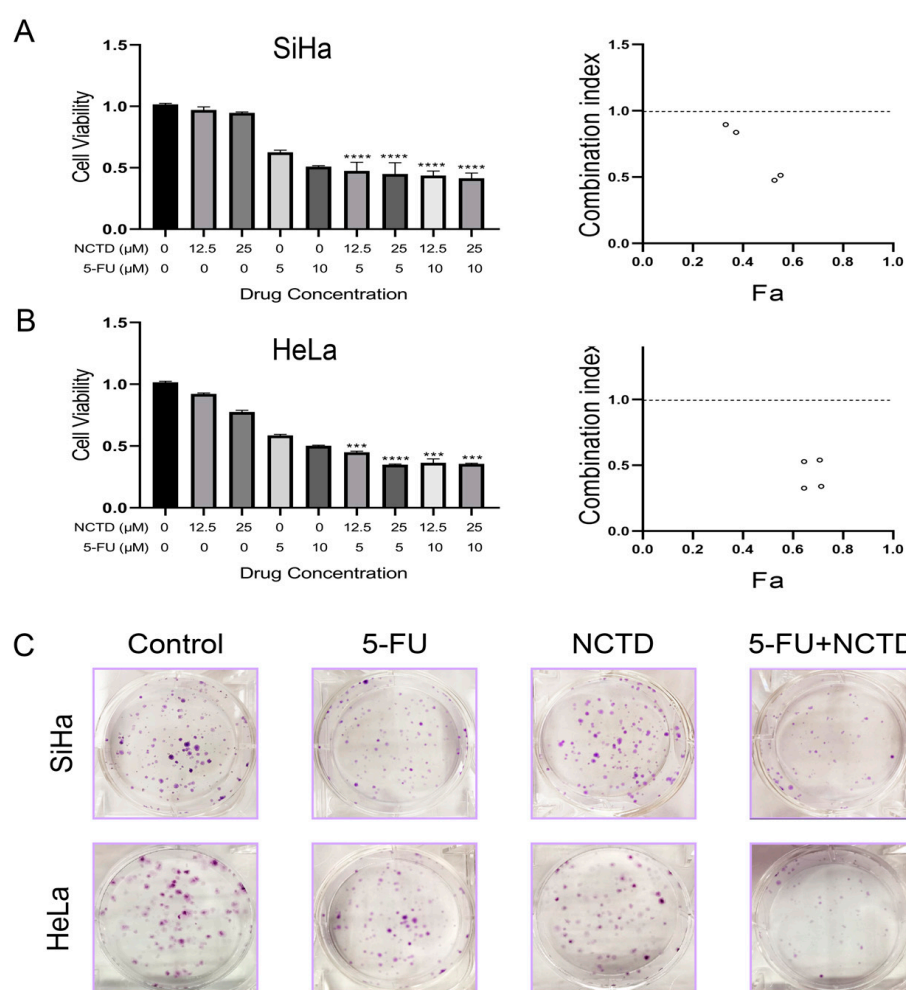 A
SiHa
Cell Viability
1.5
1.0
0.5
0.0
**** **** **** ****
NCTD (μM) 0 12.5 25 0 0 12.5 25 12.5 25
5-FU (μM) 0 0 0 5 10 5 5 10 10
Drug Concentration
Combination index
1.5
1.0
0.5
0.0
0.0 0.2 0.4 0.6 0.8 1.0
Fa
B
HeLa
Cell Viability
1.5
1.0
0.5
0.0
*** **** *** ***
NCTD (μM) 0 12.5 25 0 0 12.5 25 12.5 25
5-FU (μM) 0 0 0 5 10 5 5 10 10
Drug Concentration
Combination index
1.0
0.5
0.0
0.0 0.2 0.4 0.6 0.8 1.0
Fa
C
Control 5-FU NCTD 5-FU+NCTD
SiHa
HeLa